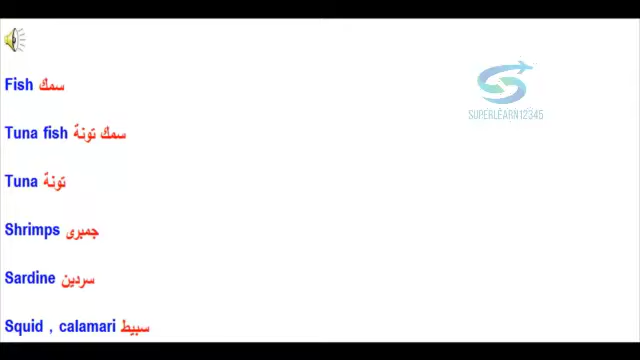 SUPERLEARN12345
Fish سمك
Tuna fish سمك تونة
Tuna تونة
Shrimps جمبرى
Sardine سردين
Squid , calamari سبيط